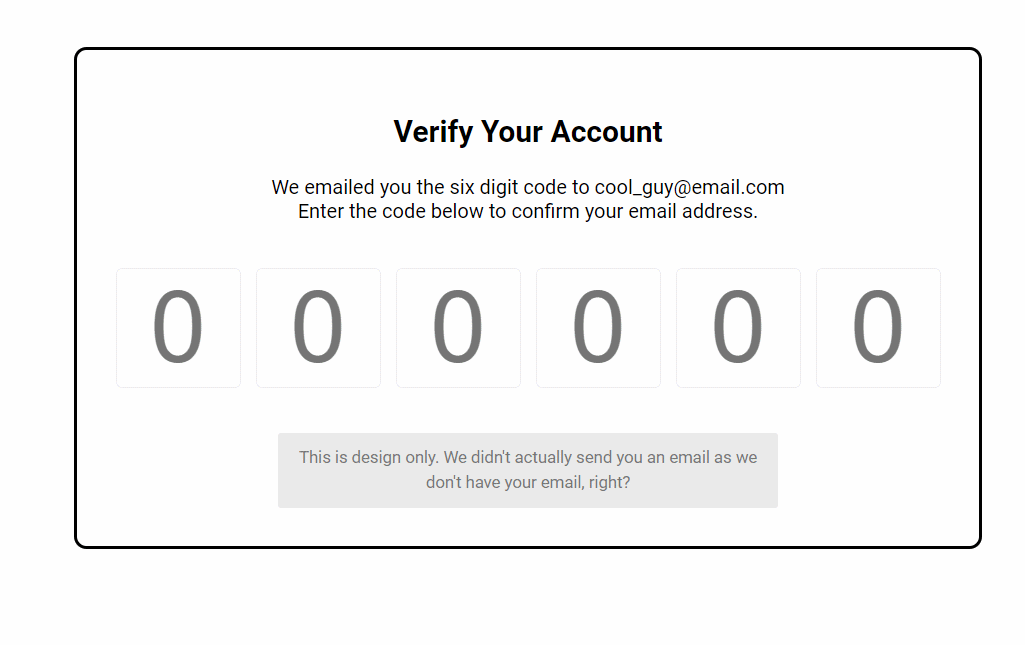 Verify Your Account
We emailed you the six digit code to cool_guy@email.com
Enter the code below to confirm your email address.
0 0 0 0 0 0
This is design only. We didn't actually send you an email as we
don't have your email, right?